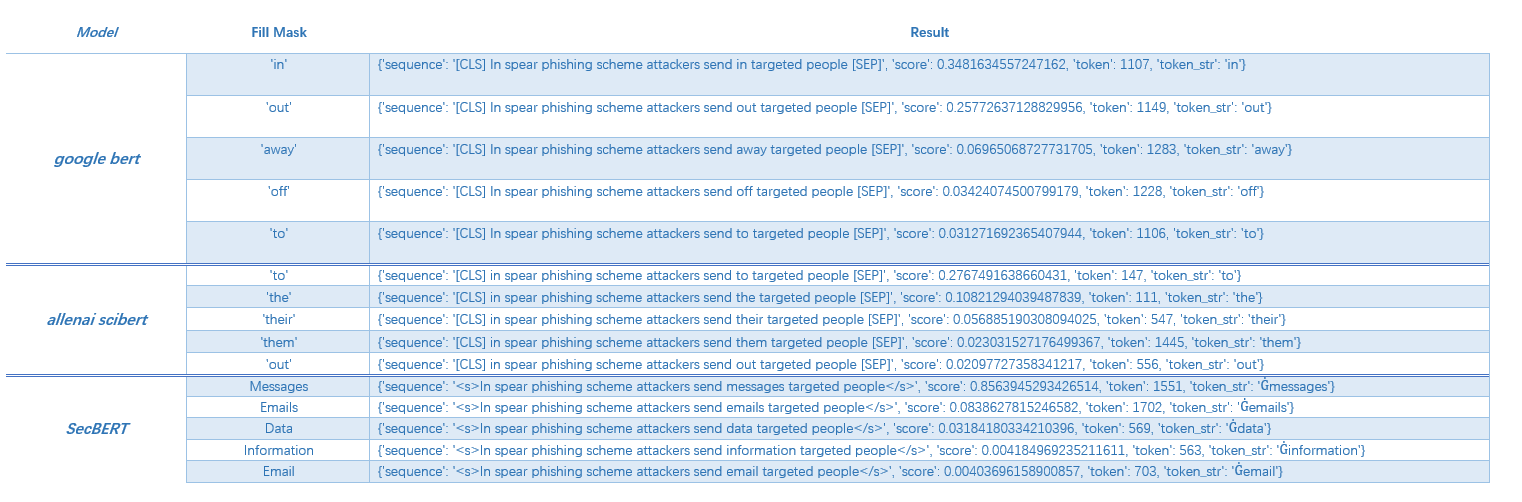 Model Fill Mask Result
google bert
'in' {'sequence': '[CLS] In spear phishing scheme attackers send in targeted people [SEP]', 'score': 0.3481634557247162, 'token': 1107, 'token_str': 'in'}
'out' {'sequence': '[CLS] In spear phishing scheme attackers send out targeted people [SEP]', 'score': 0.25772637128829956, 'token': 1149, 'token_str': 'out'}
'away' {'sequence': '[CLS] In spear phishing scheme attackers send away targeted people [SEP]', 'score': 0.06965068727731705, 'token': 1283, 'token_str': 'away'}
'off' {'sequence': '[CLS] In spear phishing scheme attackers send off targeted people [SEP]', 'score': 0.03424074500799179, 'token': 1228, 'token_str': 'off'}
'to' {'sequence': '[CLS] In spear phishing scheme attackers send to targeted people [SEP]', 'score': 0.031271692365407944, 'token': 1106, 'token_str': 'to'}
allenai scibert
'to' {'sequence': '[CLS] in spear phishing scheme attackers send to targeted people [SEP]', 'score': 0.2767491638660431, 'token': 147, 'token_str': 'to'}
'the' {'sequence': '[CLS] in spear phishing scheme attackers send the targeted people [SEP]', 'score': 0.10821294039487839, 'token': 111, 'token_str': 'the'}
'their' {'sequence': '[CLS] in spear phishing scheme attackers send their targeted people [SEP]', 'score': 0.056885190308094025, 'token': 547, 'token_str': 'their'}
'them' {'sequence': '[CLS] in spear phishing scheme attackers send them targeted people [SEP]', 'score': 0.023031527176499367, 'token': 1445, 'token_str': 'them'}
'out' {'sequence': '[CLS] in spear phishing scheme attackers send out targeted people [SEP]', 'score': 0.02097727358341217, 'token': 556, 'token_str': 'out'}
SecBERT
Messages {'sequence': '<s>In spear phishing scheme attackers send messages targeted people</s>', 'score': 0.8563945293426514, 'token': 1551, 'token_str': 'Ġmessages'}
Emails {'sequence': '<s>In spear phishing scheme attackers send emails targeted people</s>', 'score': 0.0838627815246582, 'token': 1702, 'token_str': 'Ġemails'}
Data {'sequence': '<s>In spear phishing scheme attackers send data targeted people</s>', 'score': 0.03184180334210396, 'token': 569, 'token_str': 'Ġdata'}
Information {'sequence': '<s>In spear phishing scheme attackers send information targeted people</s>', 'score': 0.004184969235211611, 'token': 563, 'token_str': 'Ġinformation'}
Email {'sequence': '<s>In spear phishing scheme attackers send email targeted people</s>', 'score': 0.00403696158900857, 'token': 703, 'token_str': 'Ġemail'}